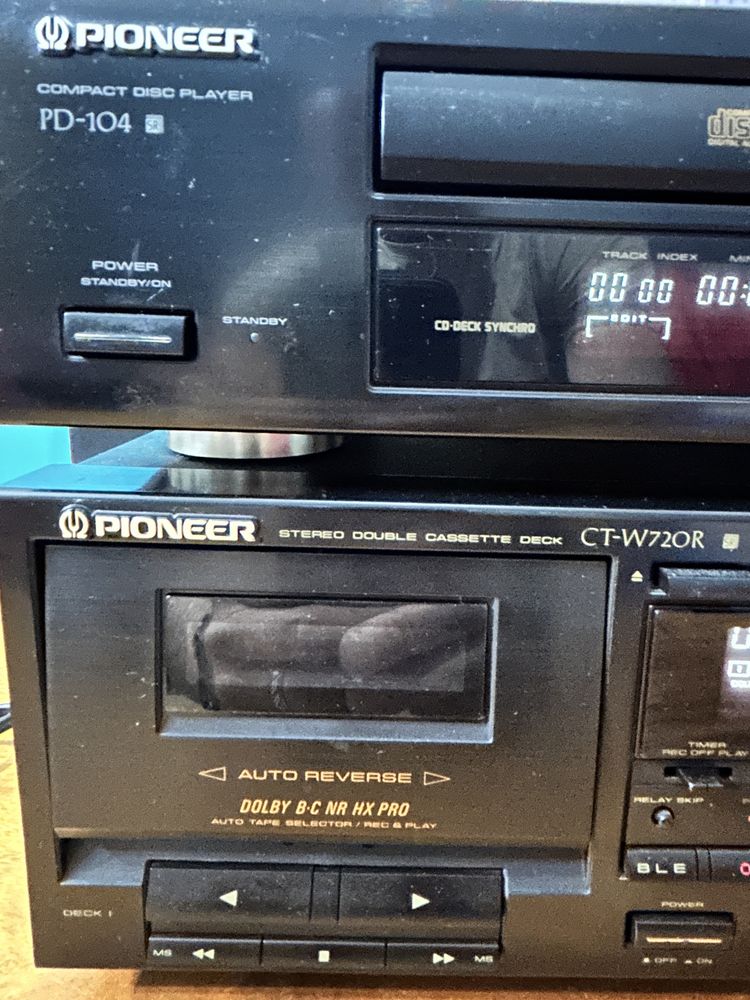 PIONEER
COMPACT DISC PLAYER
PD-104 SR
POWER
STANDBY/ON
STANDBY
TRACK INDEX
00 00 00
CD-DECK SYNCHRO
EDIT
PIONEER STEREO DOUBLE CASSETTE DECK CT-W720R
AUTO REVERSE
DOLBY B·C NR HX PRO
AUTO TAPE SELECTOR / REC & PLAY
DECK I
MS MS
TIMER
REC OFF PLAY
RELAY SKIP
BLE
POWER
OFF ON